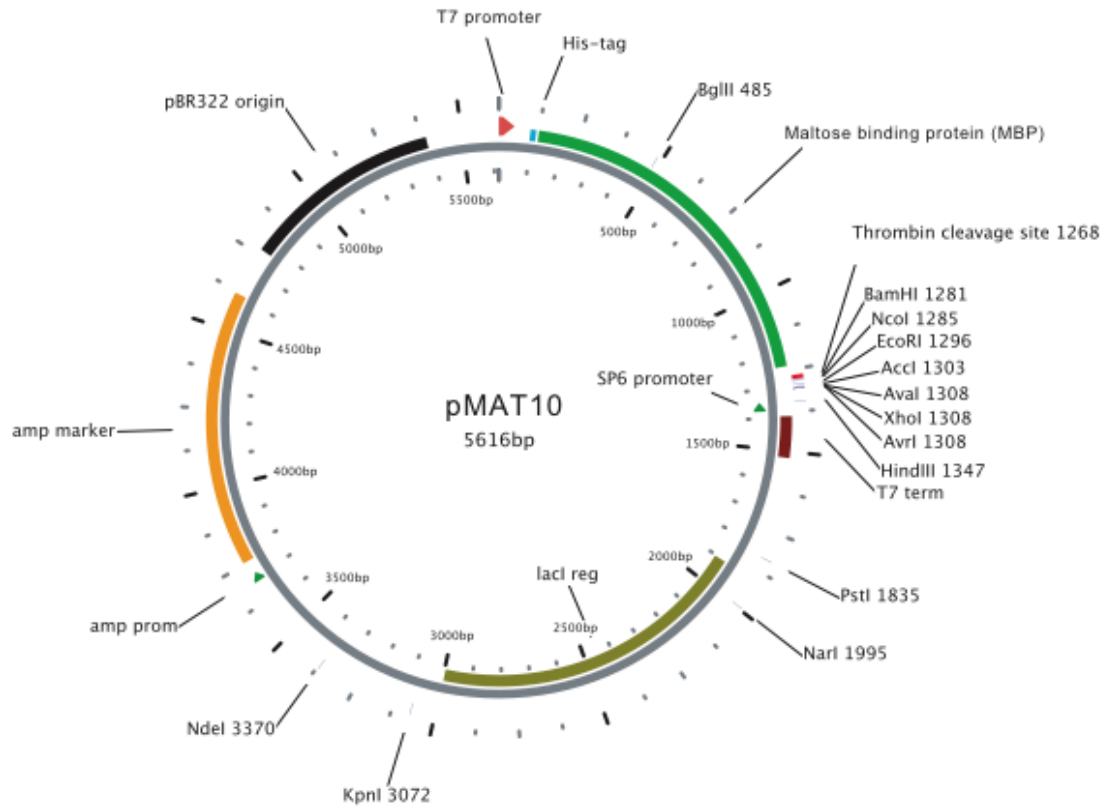 T7 promoter
His-tag
BglII 485
pBR322 origin
Maltose binding protein (MBP)
5500bp
500bp
5000bp
Thrombin cleavage site 1268
BamHI 1281
NcoI 1285
EcoRI 1296
AccI 1303
AvaI 1308
XhoI 1308
AvrI 1308
HindIII 1347
T7 term
1000bp
4500bp
SP6 promoter
pMAT10
5616bp
amp marker
1500bp
4000bp
lacI reg
2000bp
PstI 1835
3500bp
amp prom
3000bp
2500bp
NarI 1995
NdeI 3370
KpnI 3072